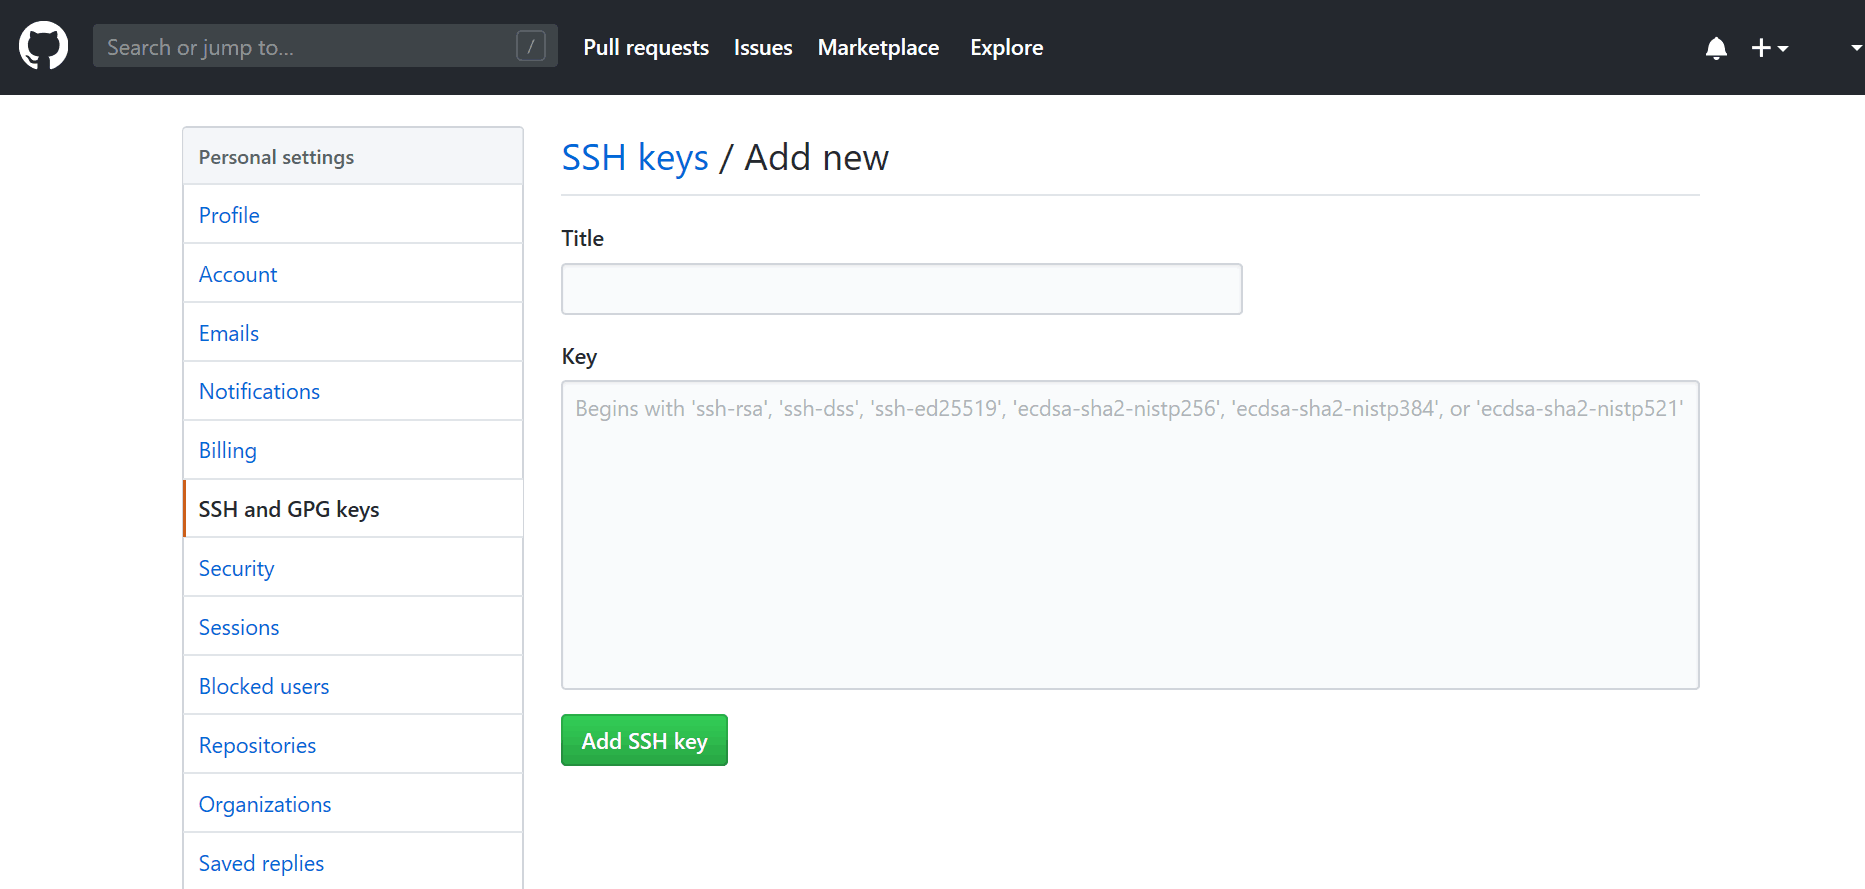 Search or jump to...
/
Pull requests
Issues
Marketplace
Explore
Personal settings
Profile
Account
Emails
Notifications
Billing
SSH and GPG keys
Security
Sessions
Blocked users
Repositories
Organizations
Saved replies
SSH keys / Add new
Title
Key
Begins with 'ssh-rsa', 'ssh-dss', 'ssh-ed25519', 'ecdsa-sha2-nistp256', 'ecdsa-sha2-nistp384', or 'ecdsa-sha2-nistp521'
Add SSH key